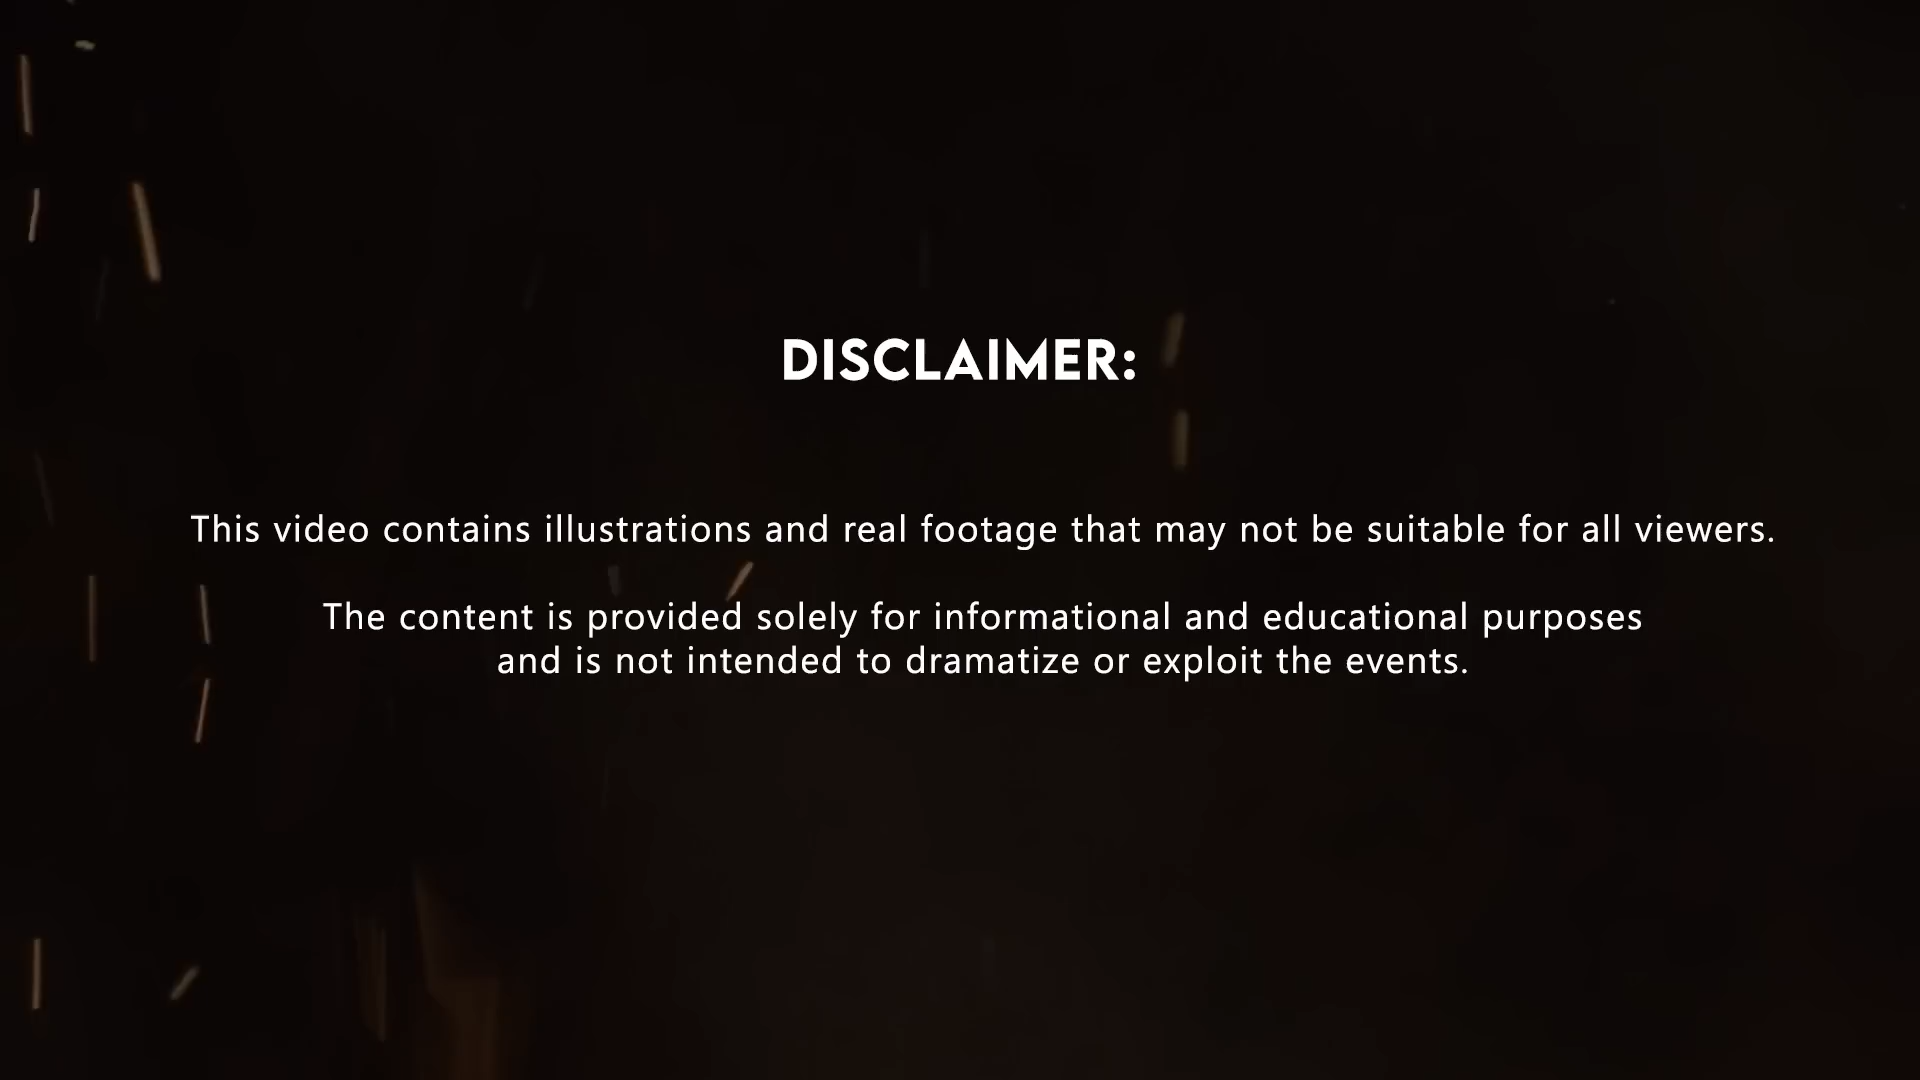 DISCLAIMER:
This video contains illustrations and real footage that may not be suitable for all viewers.
The content is provided solely for informational and educational purposes
and is not intended to dramatize or exploit the events.